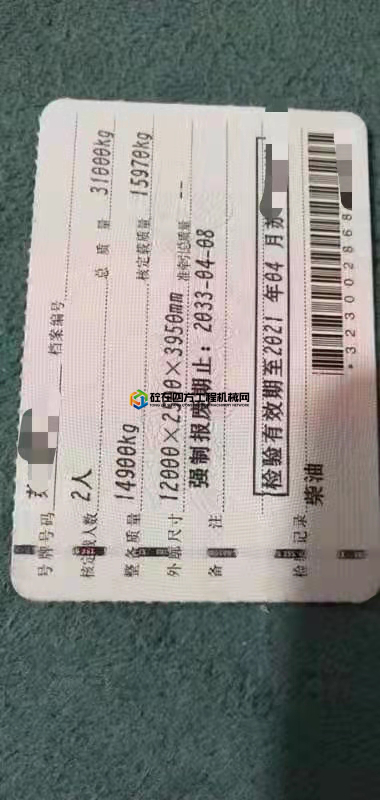 号牌号码
档案编号
核定载人数 2人 总质量 31000kg
整备质量 14900kg 核定载质量 15970kg
外廓尺寸 12000×2500×3950mm 准牵引总质量 --
备注 强制报废期止：2033-04-08
检验有效期至2021年04月苏
检验记录
柴油
砼在四方工程机械网